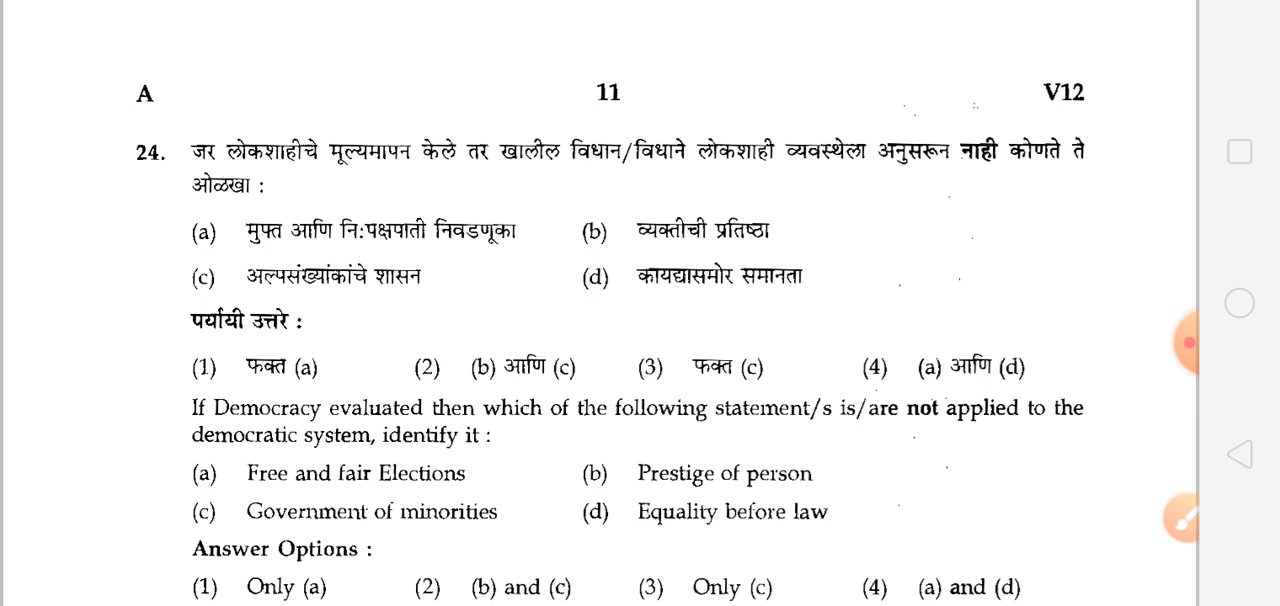 A 11 V12
24. जर लोकशाहीचे मूल्यमापन केले तर खालील विधान/विधाने लोकशाही व्यवस्थेला अनुसरून नाही कोणते ते
ओळखा :
(a) मुफ्त आणि नि:पक्षपाती निवडणूका (b) व्यक्तीची प्रतिष्ठा
(c) अल्पसंख्यांकांचे शासन (d) कायद्यासमोर समानता
पर्यायी उत्तरे :
(1) फक्त (a) (2) (b) आणि (c) (3) फक्त (c) (4) (a) आणि (d)
If Democracy evaluated then which of the following statement/s is/are not applied to the
democratic system, identify it :
(a) Free and fair Elections (b) Prestige of person
(c) Government of minorities (d) Equality before law
Answer Options :
(1) Only (a) (2) (b) and (c) (3) Only (c) (4) (a) and (d)